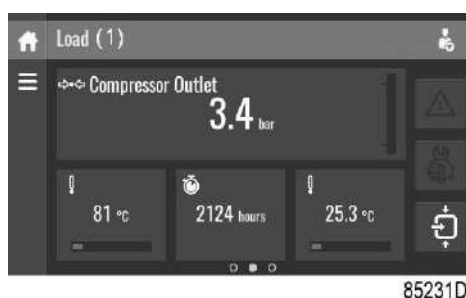 Load (1)
Compressor Outlet
3.4 bar
81 °C
2124 hours
25.3 °C
85231D